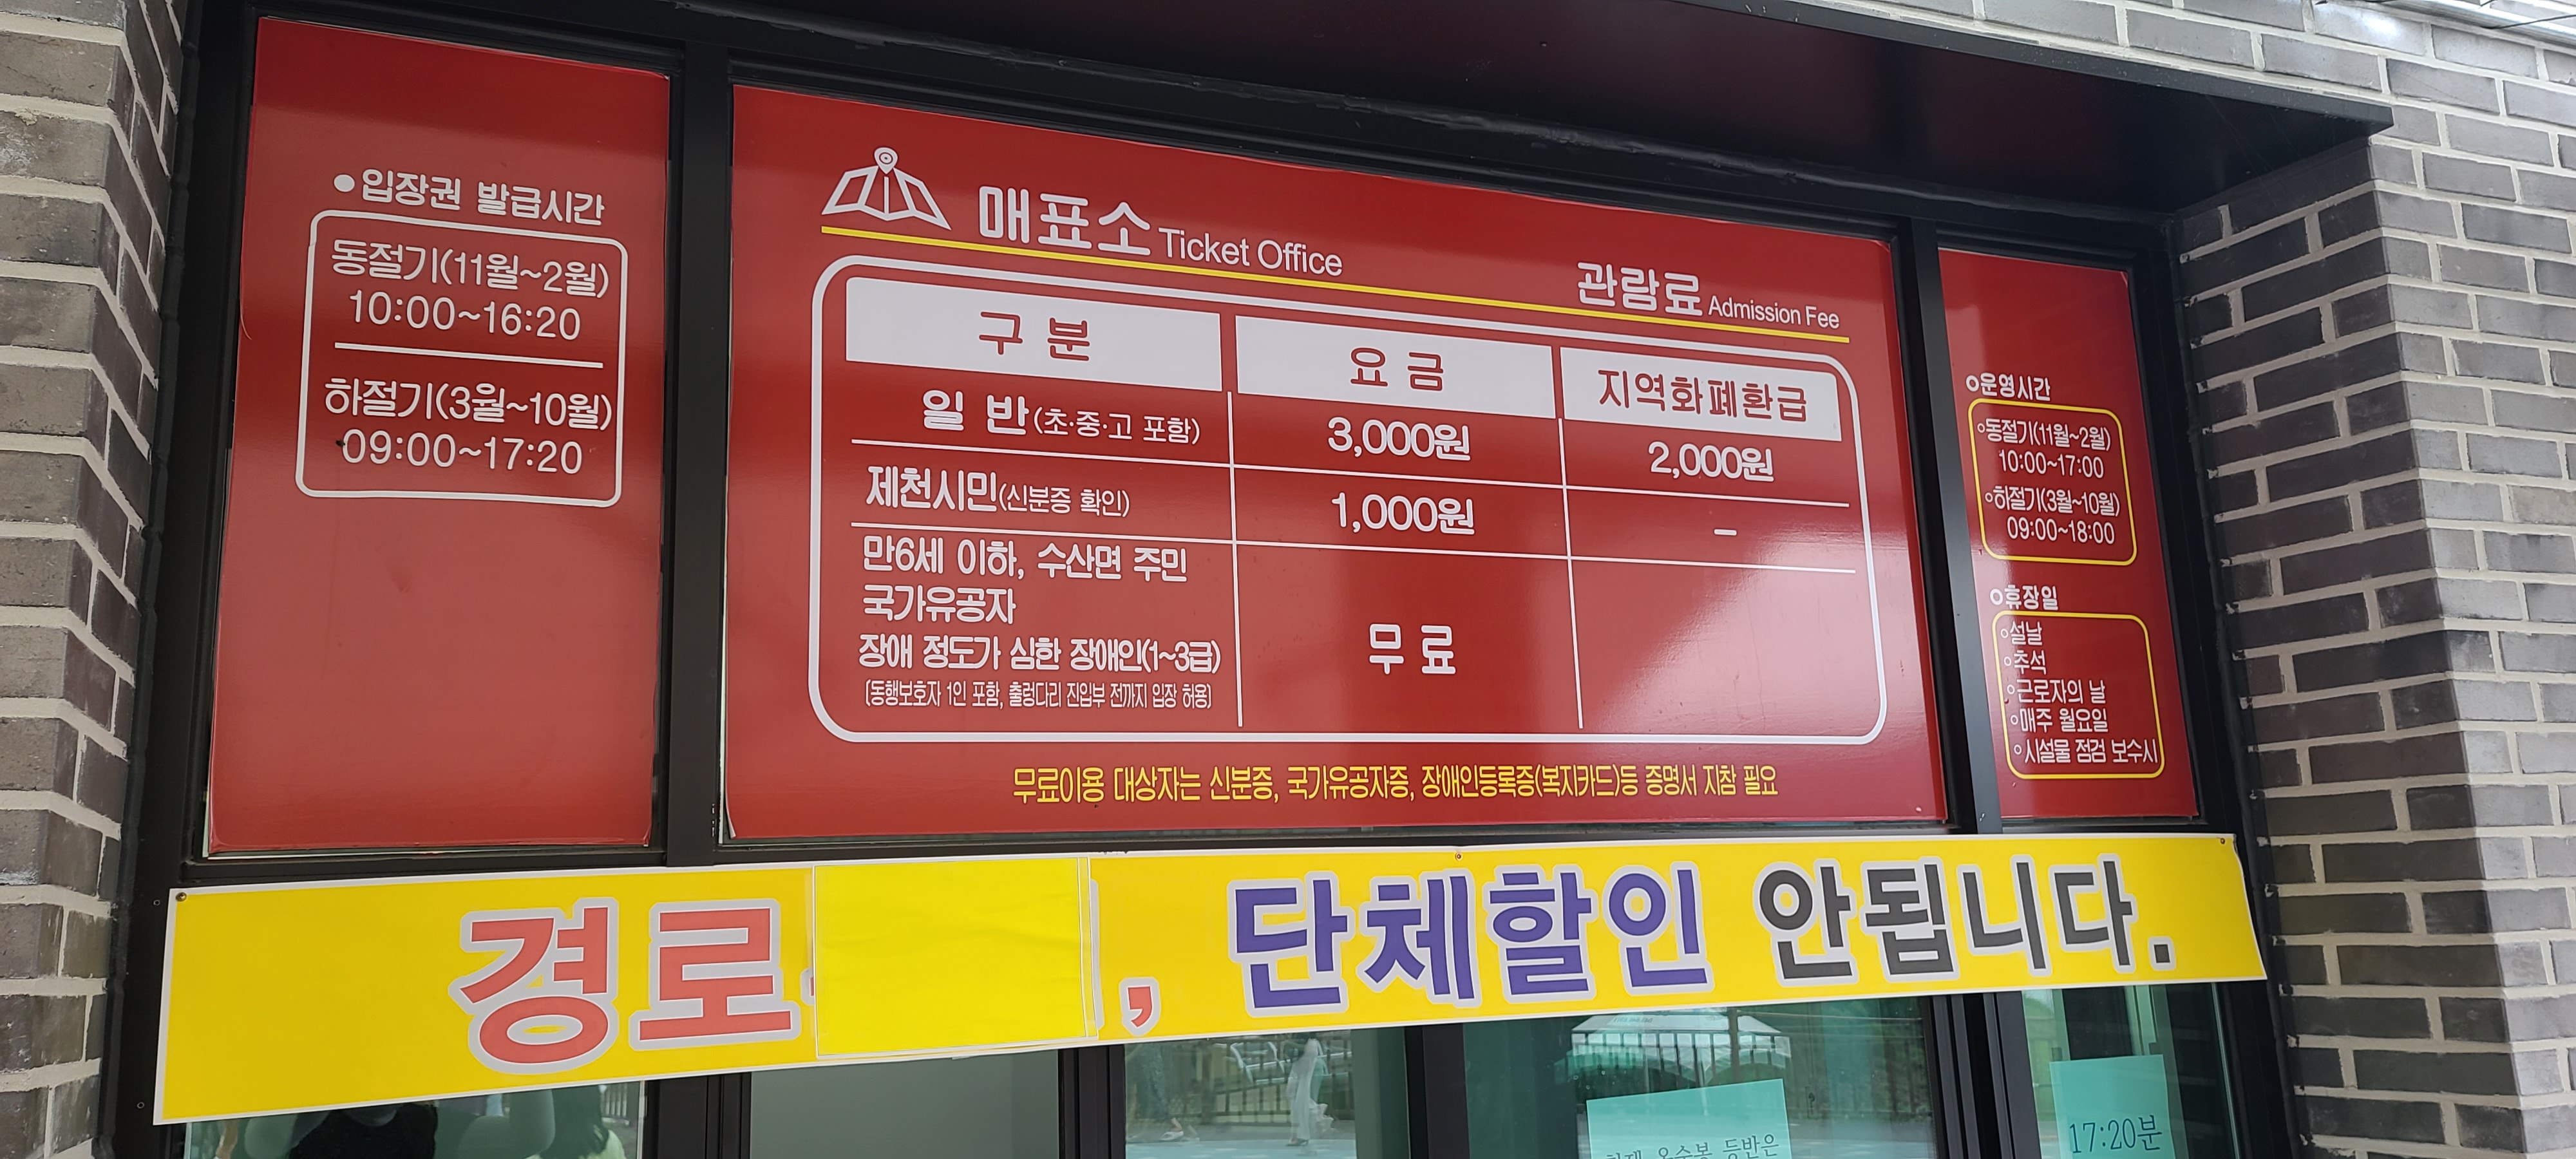 ●입장권 발급시간
동절기(11월~2월)
10:00~16:20
하절기(3월~10월)
09:00~17:20
매표소 Ticket Office
관람료 Admission Fee
구 분 요 금 지역화폐환급
일 반(초·중·고 포함) 3,000원 2,000원
제천시민(신분증 확인) 1,000원 –
만6세 이하, 수산면 주민
국가유공자
장애 정도가 심한 장애인(1~3급)
(동행보호자 1인 포함, 출렁다리 진입부 전까지 입장 허용)
무 료
무료이용 대상자는 신분증, 국가유공자증, 장애인등록증(복지카드)등 증명서 지참 필요
○운영시간
○동절기(11월~2월)
10:00~17:00
○하절기(3월~10월)
09:00~18:00
○휴장일
○설날
○추석
○근로자의 날
○매주 월요일
○시설물 점검 보수시
경로 , 단체할인 안됩니다.
옥순봉 등반은
17:20분